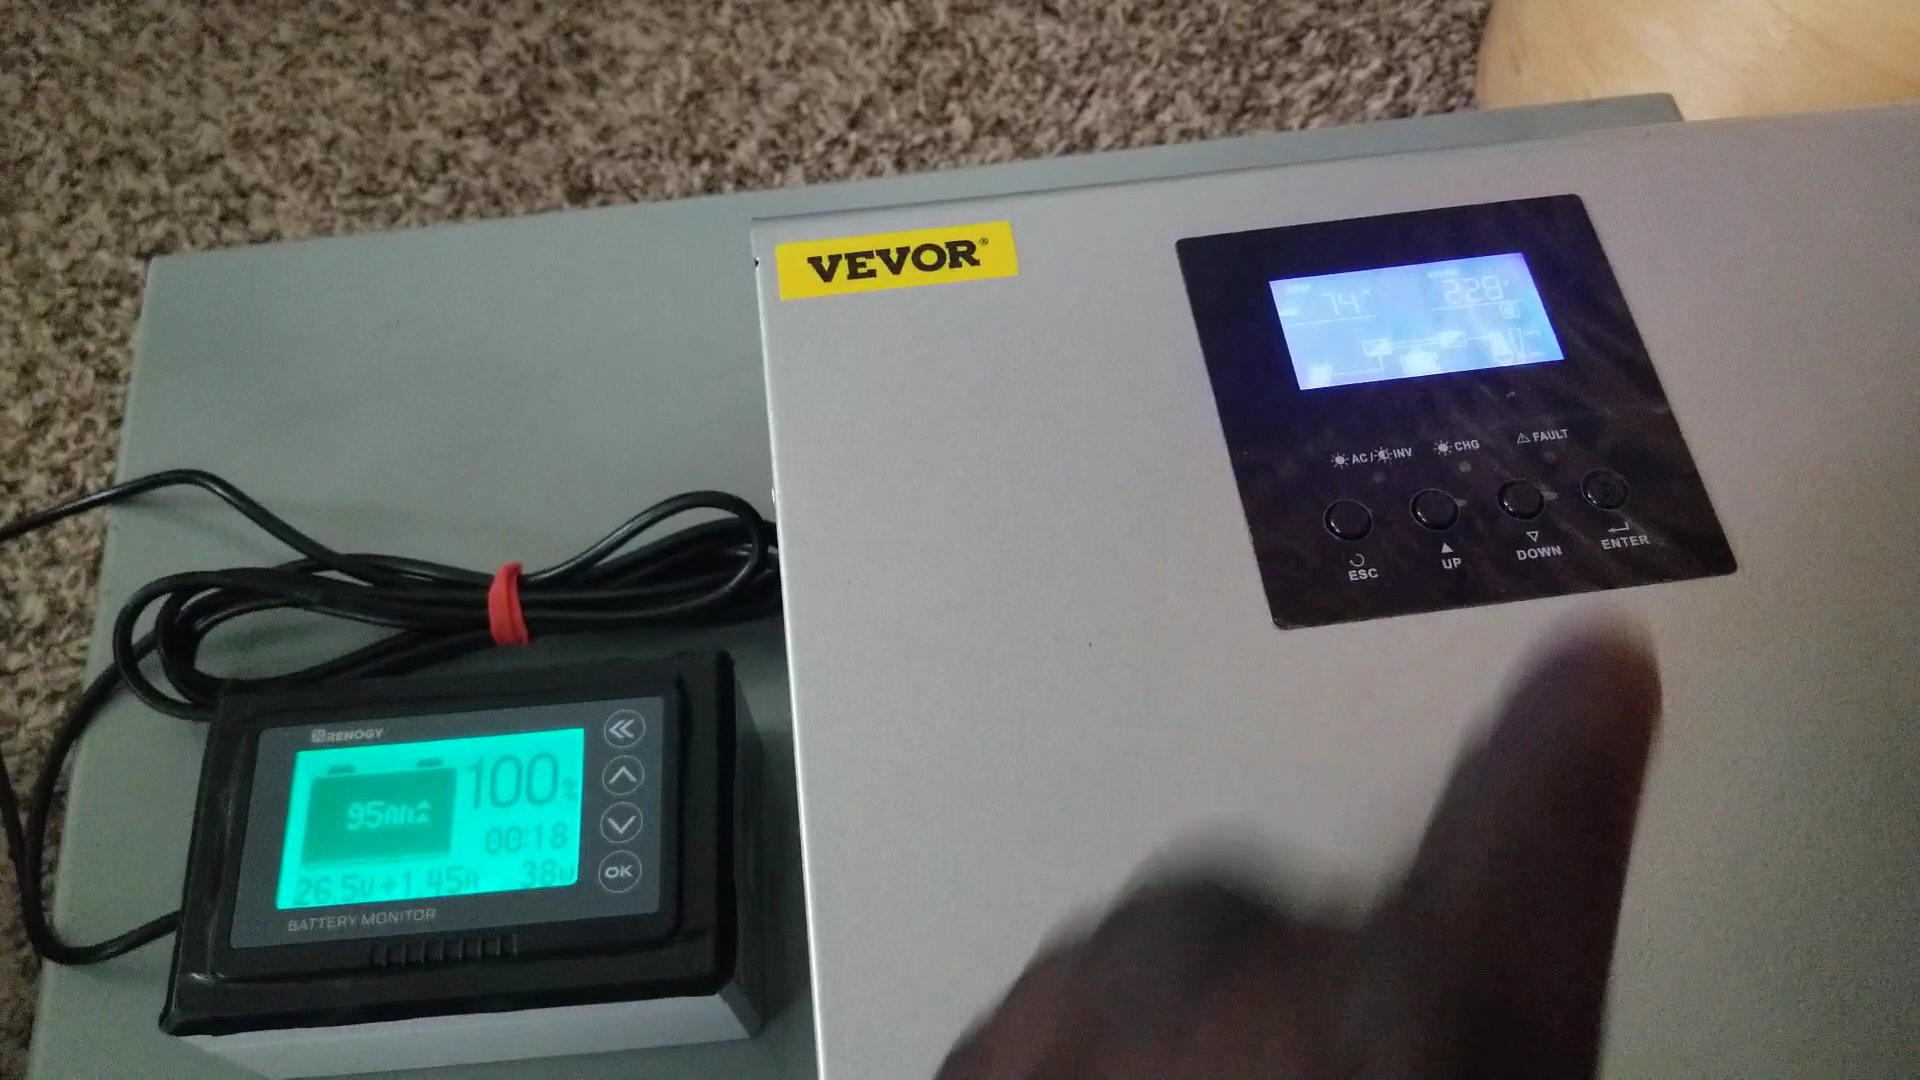 VEVOR®
74
228
AC/ INV
CHG
FAULT
ESC
UP
DOWN
ENTER
RENOGY
100%
95Ah
00:18
26.5V+1.45A 38W
OK
BATTERY MONITOR